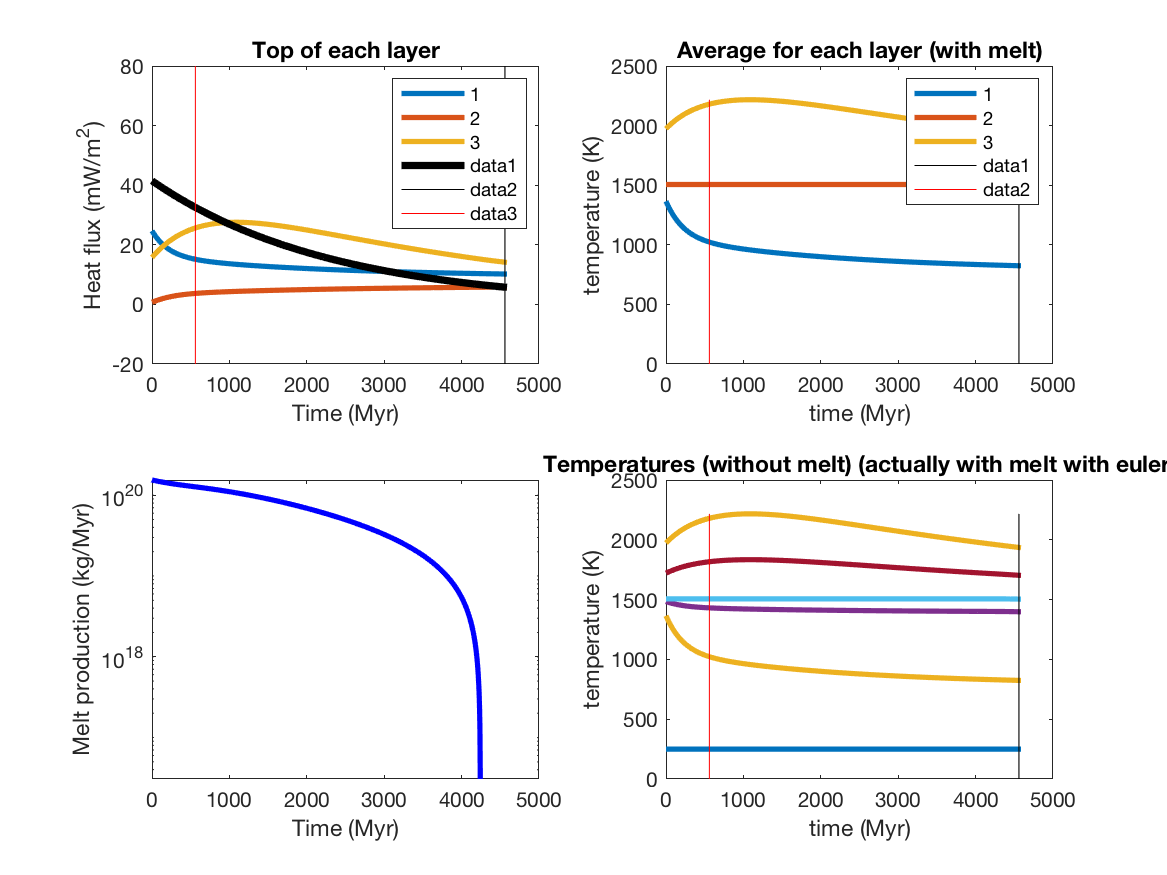 Top of each layer
80
60
40
20
0
-20
Heat flux (mW/m2)
0 1000 2000 3000 4000 5000
Time (Myr)
1
2
3
data1
data2
data3
Average for each layer (with melt)
2500
2000
1500
1000
500
0
temperature (K)
0 1000 2000 3000 4000 5000
time (Myr)
1
2
3
data1
data2
10^20
10^18
Melt production (kg/Myr)
0 1000 2000 3000 4000 5000
Time (Myr)
Temperatures (without melt) (actually with melt with euler
2500
2000
1500
1000
500
0
temperature (K)
0 1000 2000 3000 4000 5000
time (Myr)